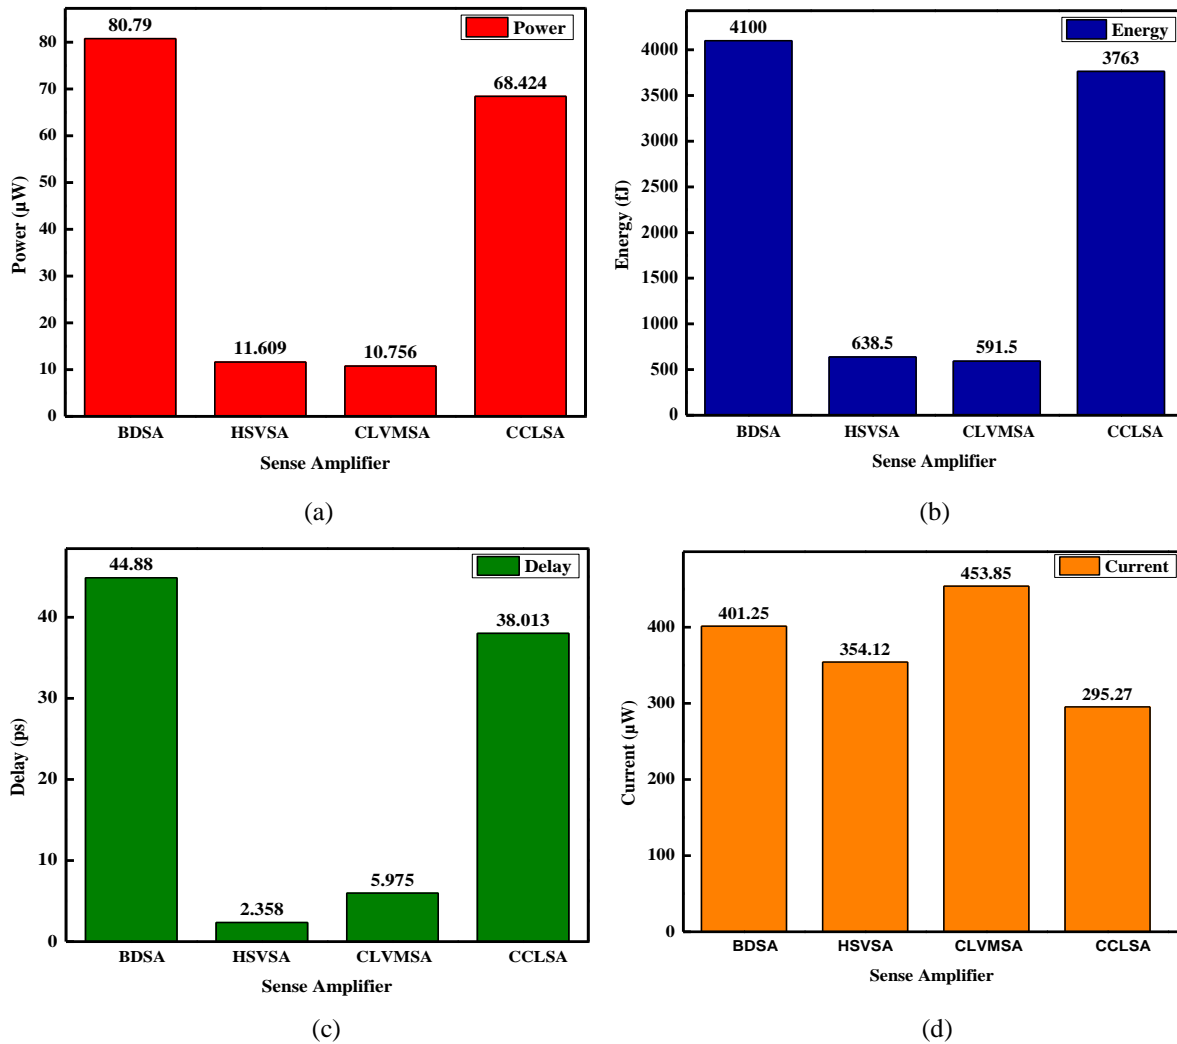 Power
80.79
11.609
10.756
68.424
80
70
60
50
40
30
20
10
0
Power (µW)
BDSA HSVSA CLVMSA CCLSA
Sense Amplifier
(a)
Energy
4100
638.5
591.5
3763
4000
3500
3000
2500
2000
1500
1000
500
0
Energy (fJ)
BDSA HSVSA CLVMSA CCLSA
Sense Amplifier
(b)
Delay
44.88
2.358
5.975
38.013
40
30
20
10
0
Delay (ps)
BDSA HSVSA CLVMSA CCLSA
Sense Amplifier
(c)
Current
401.25
354.12
453.85
295.27
400
300
200
100
0
Current (µW)
BDSA HSVSA CLVMSA CCLSA
Sense Amplifier
(d)